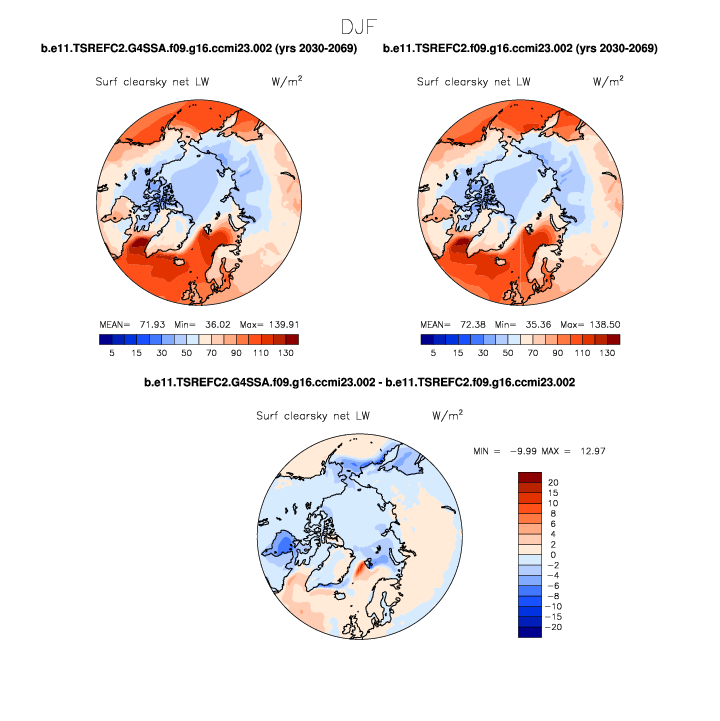 DJF
b.e11.TSREFC2.G4SSA.f09.g16.ccmi23.002 (yrs 2030-2069)
b.e11.TSREFC2.f09.g16.ccmi23.002 (yrs 2030-2069)
Surf clearsky net LW W/m²
Surf clearsky net LW W/m²
MEAN= 71.93 Min= 36.02 Max= 139.91
MEAN= 72.38 Min= 35.36 Max= 138.50
5 15 30 50 70 90 110 130
5 15 30 50 70 90 110 130
b.e11.TSREFC2.G4SSA.f09.g16.ccmi23.002 - b.e11.TSREFC2.f09.g16.ccmi23.002
Surf clearsky net LW W/m²
MIN = -9.99 MAX = 12.97
20
15
10
8
6
4
2
0
-2
-4
-6
-8
-10
-15
-20